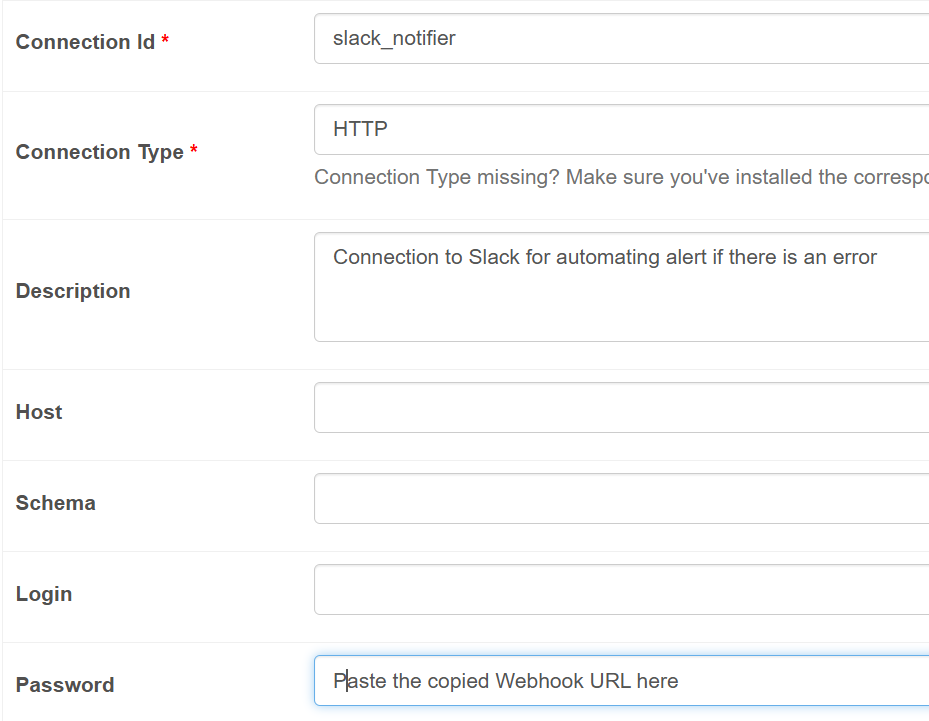 Connection Id *
slack_notifier
Connection Type *
HTTP
Connection Type missing? Make sure you've installed the correspo
Description
Connection to Slack for automating alert if there is an error
Host
Schema
Login
Password
Paste the copied Webhook URL here